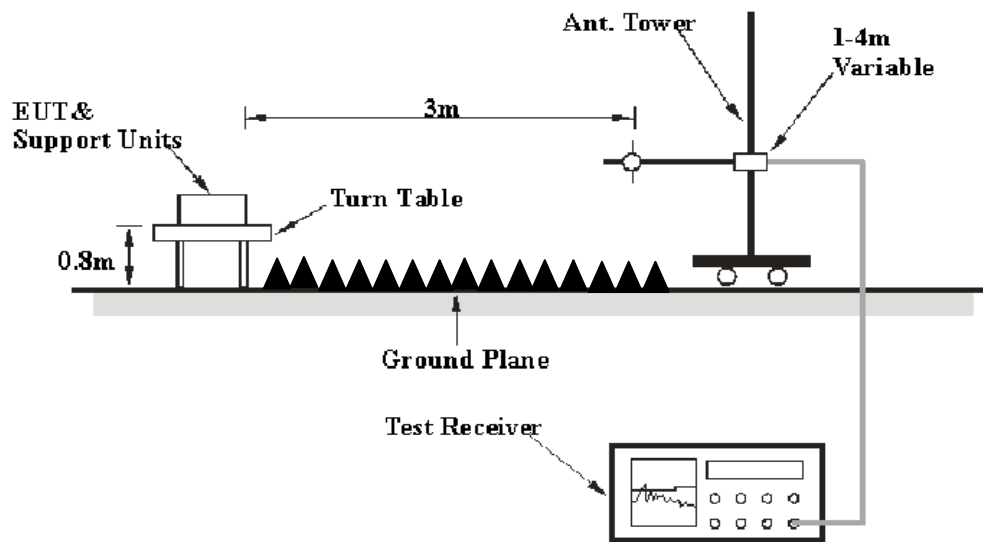 Ant. Tower
1-4m
Variable
EUT&
Support Units
3m
Turn Table
0.8m
Ground Plane
Test Receiver